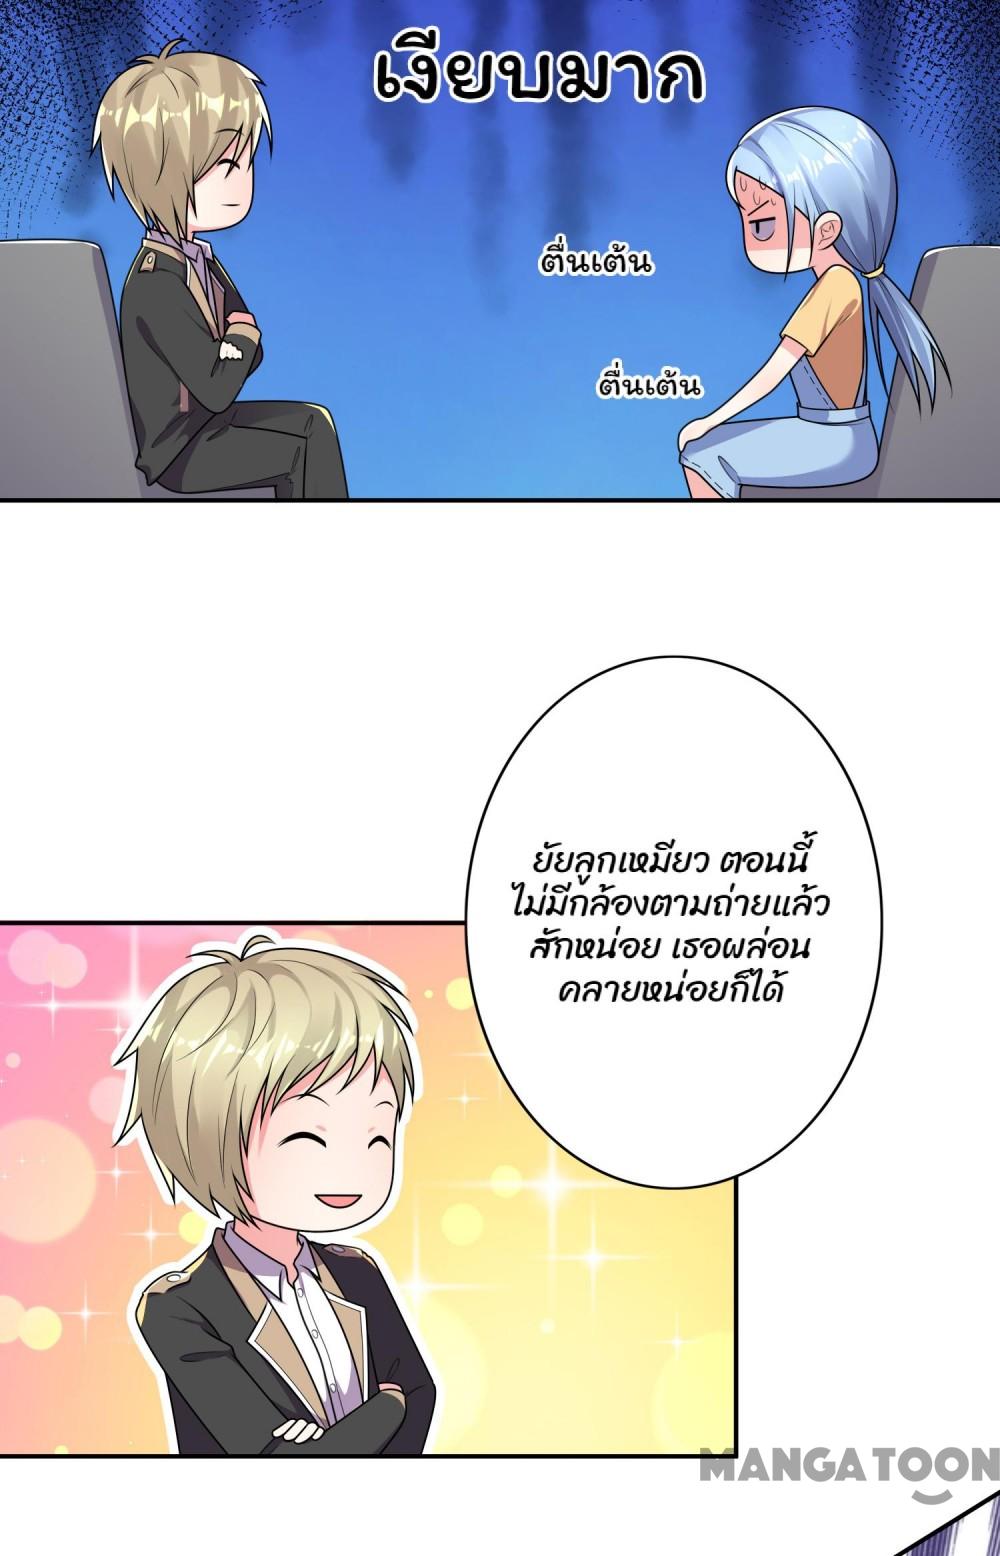 เงียบมาก
ตื่นเต้น
ตื่นเต้น
ยัยลูกเหมียว ตอนนี้
ไม่มีกล้องตามถ่ายแล้ว
สักหน่อย เธอผล่อน
คลายหน่อยก็ได้
MANGATOON